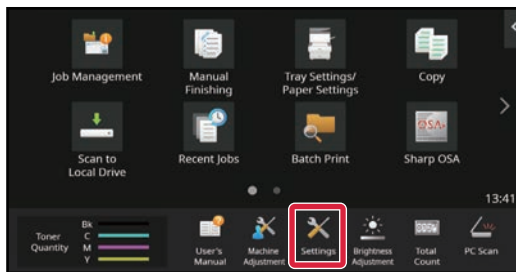 Job Management
Manual
Finishing
Tray Settings/
Paper Settings
Copy
Scan to
Local Drive
Recent Jobs
Batch Print
OSA
Sharp OSA
13:41
Toner
Quantity
Bk
C
M
Y
User's
Manual
Machine
Adjustment
Settings
Brightness
Adjustment
Total
Count
PC Scan